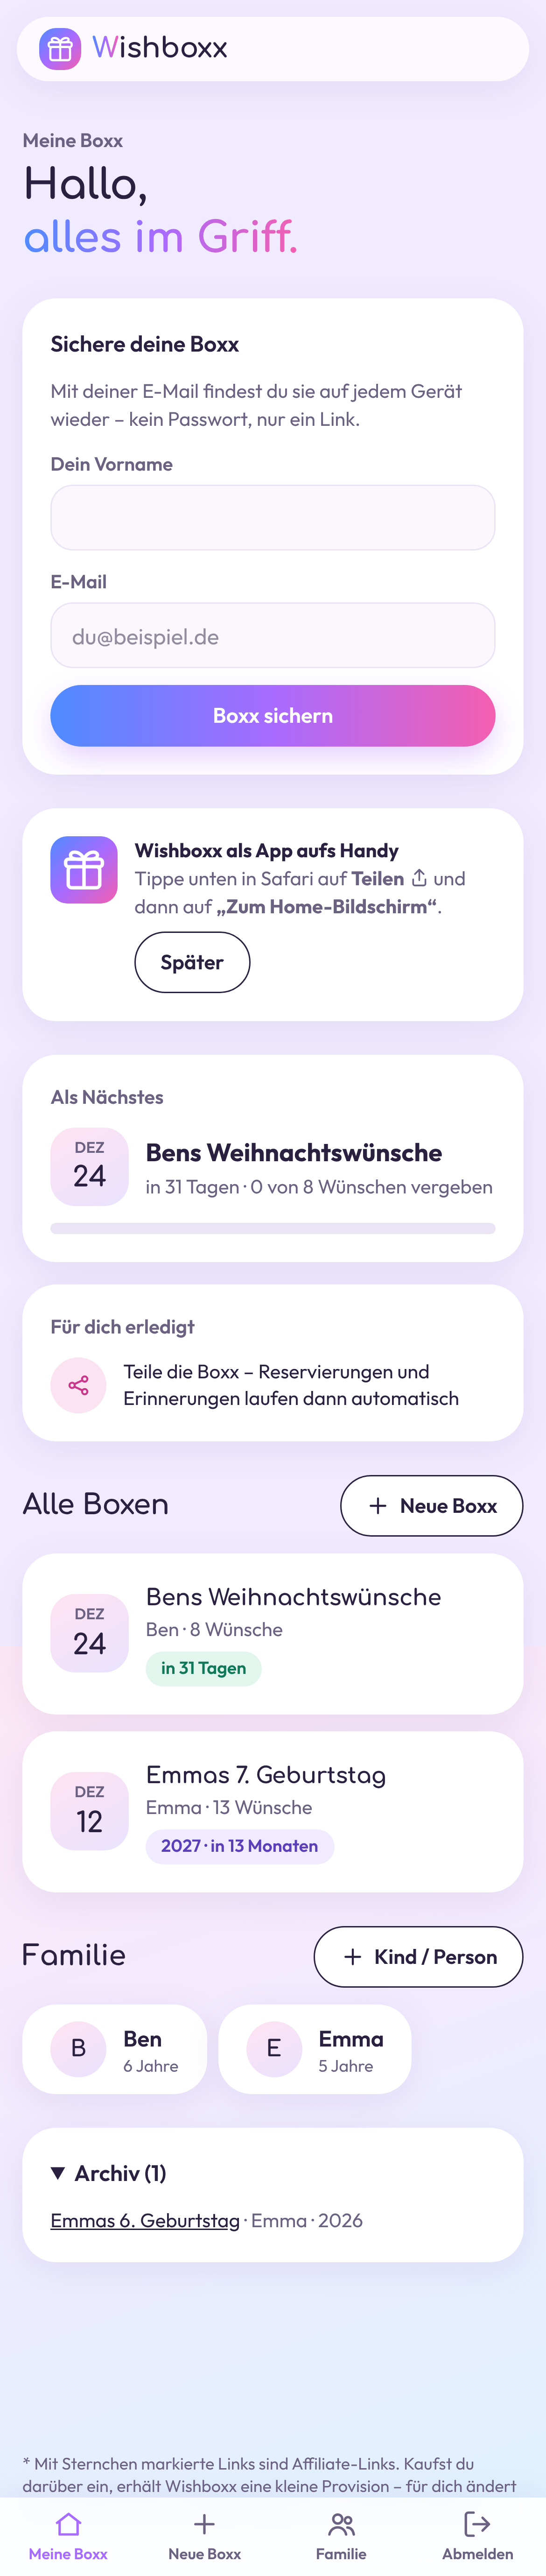 Wishboxx
Meine Boxx
Hallo,
alles im Griff.
Sichere deine Boxx
Mit deiner E-Mail findest du sie auf jedem Gerät
wieder – kein Passwort, nur ein Link.
Dein Vorname
E-Mail
du@beispiel.de
Boxx sichern
Wishboxx als App aufs Handy
Tippe unten in Safari auf Teilen und
dann auf „Zum Home-Bildschirm“.
Später
Als Nächstes
DEZ
24
Bens Weihnachtswünsche
in 31 Tagen · 0 von 8 Wünschen vergeben
Für dich erledigt
Teile die Boxx – Reservierungen und
Erinnerungen laufen dann automatisch
Alle Boxen
+ Neue Boxx
DEZ
24
Bens Weihnachtswünsche
Ben · 8 Wünsche
in 31 Tagen
DEZ
12
Emmas 7. Geburtstag
Emma · 13 Wünsche
2027 · in 13 Monaten
Familie
+ Kind / Person
B
Ben
6 Jahre
E
Emma
5 Jahre
▼ Archiv (1)
Emmas 6. Geburtstag · Emma · 2026
* Mit Sternchen markierte Links sind Affiliate-Links. Kaufst du
darüber ein, erhält Wishboxx eine kleine Provision – für dich ändert
Meine Boxx
Neue Boxx
Familie
Abmelden